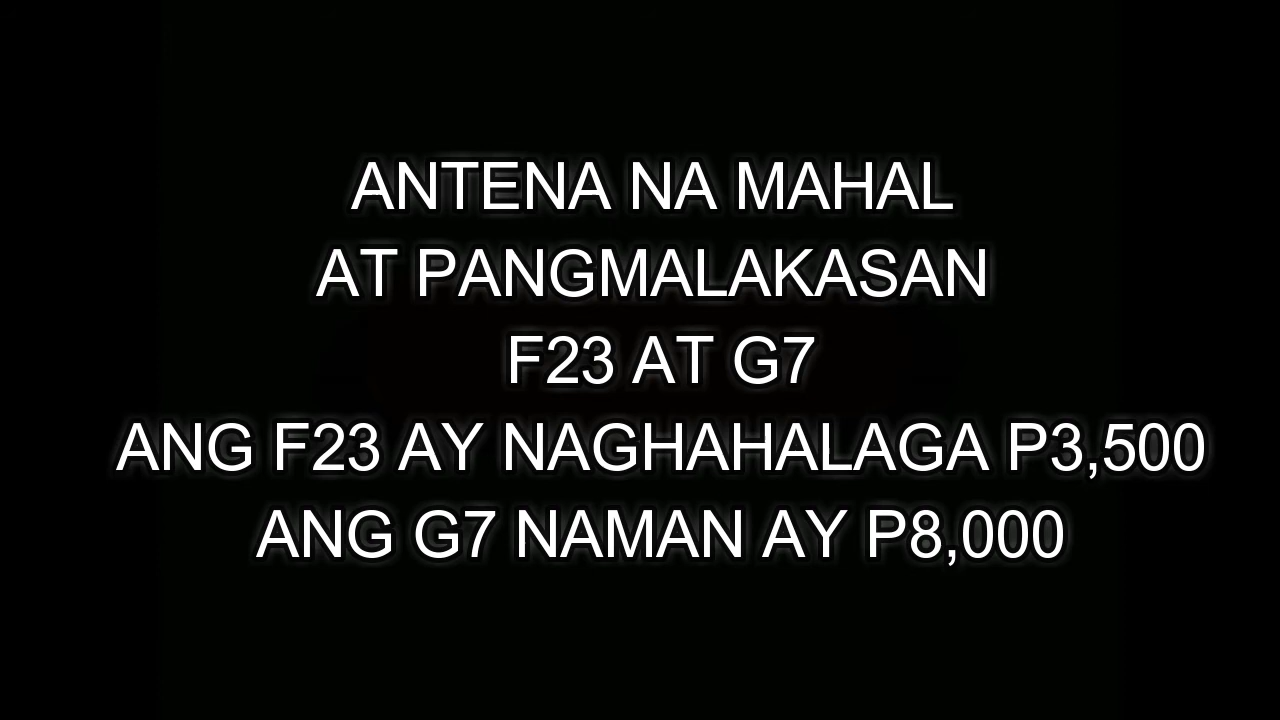 ANTENA NA MAHAL
AT PANGMALAKASAN
F23 AT G7
ANG F23 AY NAGHAHALAGA P3,500
ANG G7 NAMAN AY P8,000